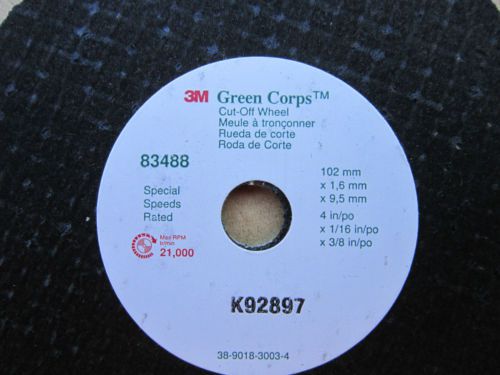 3M Green Corps™
Cut-Off Wheel
Meule à tronçonner
Rueda de corte
Roda de Corte
83488
Special
Speeds
Rated
Max RPM
tr/min
21,000
102 mm
x 1,6 mm
x 9,5 mm
4 in/po
x 1/16 in/po
x 3/8 in/po
K92897
38-9018-3003-4